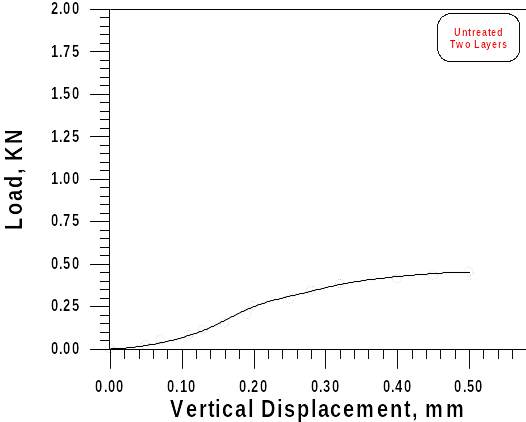 2.00
Untreated
Two Layers
1.75
1.50
1.25
1.00
0.75
0.50
0.25
0.00
Load, KN
0.00 0.10 0.20 0.30 0.40 0.50
Vertical Displacement, mm